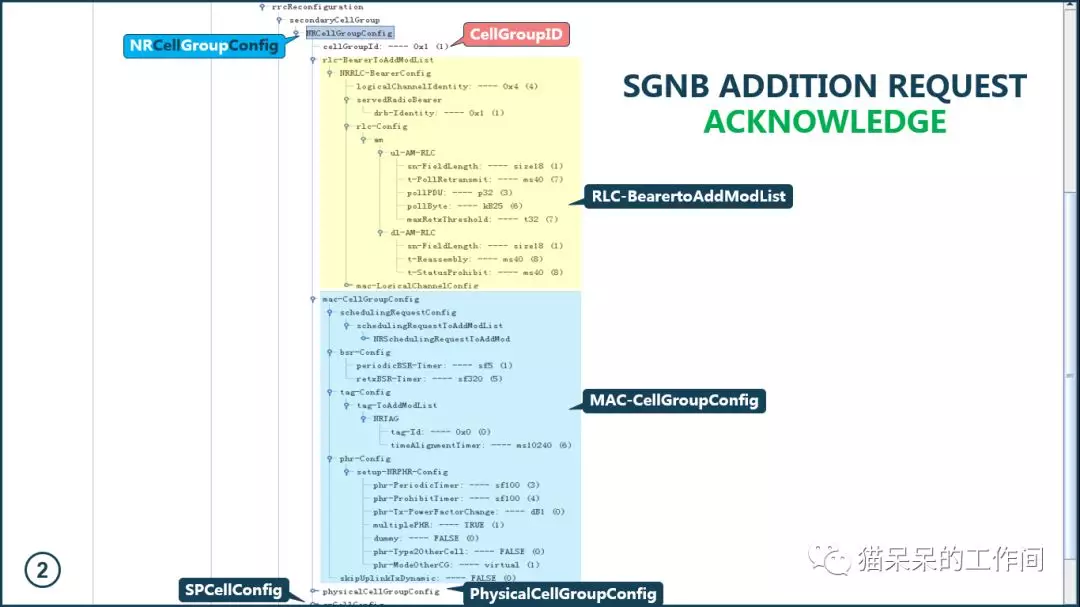 rrcReconfiguration
secondaryCellGroup
NRCellGroupConfig
NRCellGroupConfig
cellGroupId: ---- 0x1 (1)
CellGroupID
rlc-BearerToAddModList
NRRLC-BearerConfig
logicalChannelIdentity: ---- 0x4 (4)
servedRadioBearer
drb-Identity: ---- 0x1 (1)
rlc-Config
am
ul-AM-RLC
sn-FieldLength: ---- size18 (1)
t-PollRetransmit: ---- ms40 (7)
pollPDU: ---- p32 (3)
pollByte: ---- kB25 (6)
maxRetxThreshold: ---- t32 (7)
dl-AM-RLC
sn-FieldLength: ---- size18 (1)
t-Reassembly: ---- ms40 (8)
t-StatusProhibit: ---- ms40 (8)
mac-LogicalChannelConfig
SGNB ADDITION REQUEST
ACKNOWLEDGE
RLC-BearertoAddModList
mac-CellGroupConfig
schedulingRequestConfig
schedulingRequestToAddModList
NRSchedulingRequestToAddMod
bsr-Config
periodicBSR-Timer: ---- sf5 (1)
retxBSR-Timer: ---- sf320 (5)
tag-Config
tag-ToAddModList
NRTAG
tag-Id: ---- 0x0 (0)
timeAlignmentTimer: ---- ms10240 (6)
MAC-CellGroupConfig
phr-Config
setup-NRPHR-Config
phr-PeriodicTimer: ---- sf100 (3)
phr-ProhibitTimer: ---- sf100 (4)
phr-Tx-PowerFactorChange: ---- dB1 (0)
multiplePHR: ---- TRUE (1)
dummy: ---- FALSE (0)
phr-Type2OtherCell: ---- FALSE (0)
phr-ModeOtherCG: ---- virtual (1)
skipUplinkTxDynamic: ---- FALSE (0)
physicalCellGroupConfig
SPCellConfig
PhysicalCellGroupConfig
2
猫呆呆的工作间